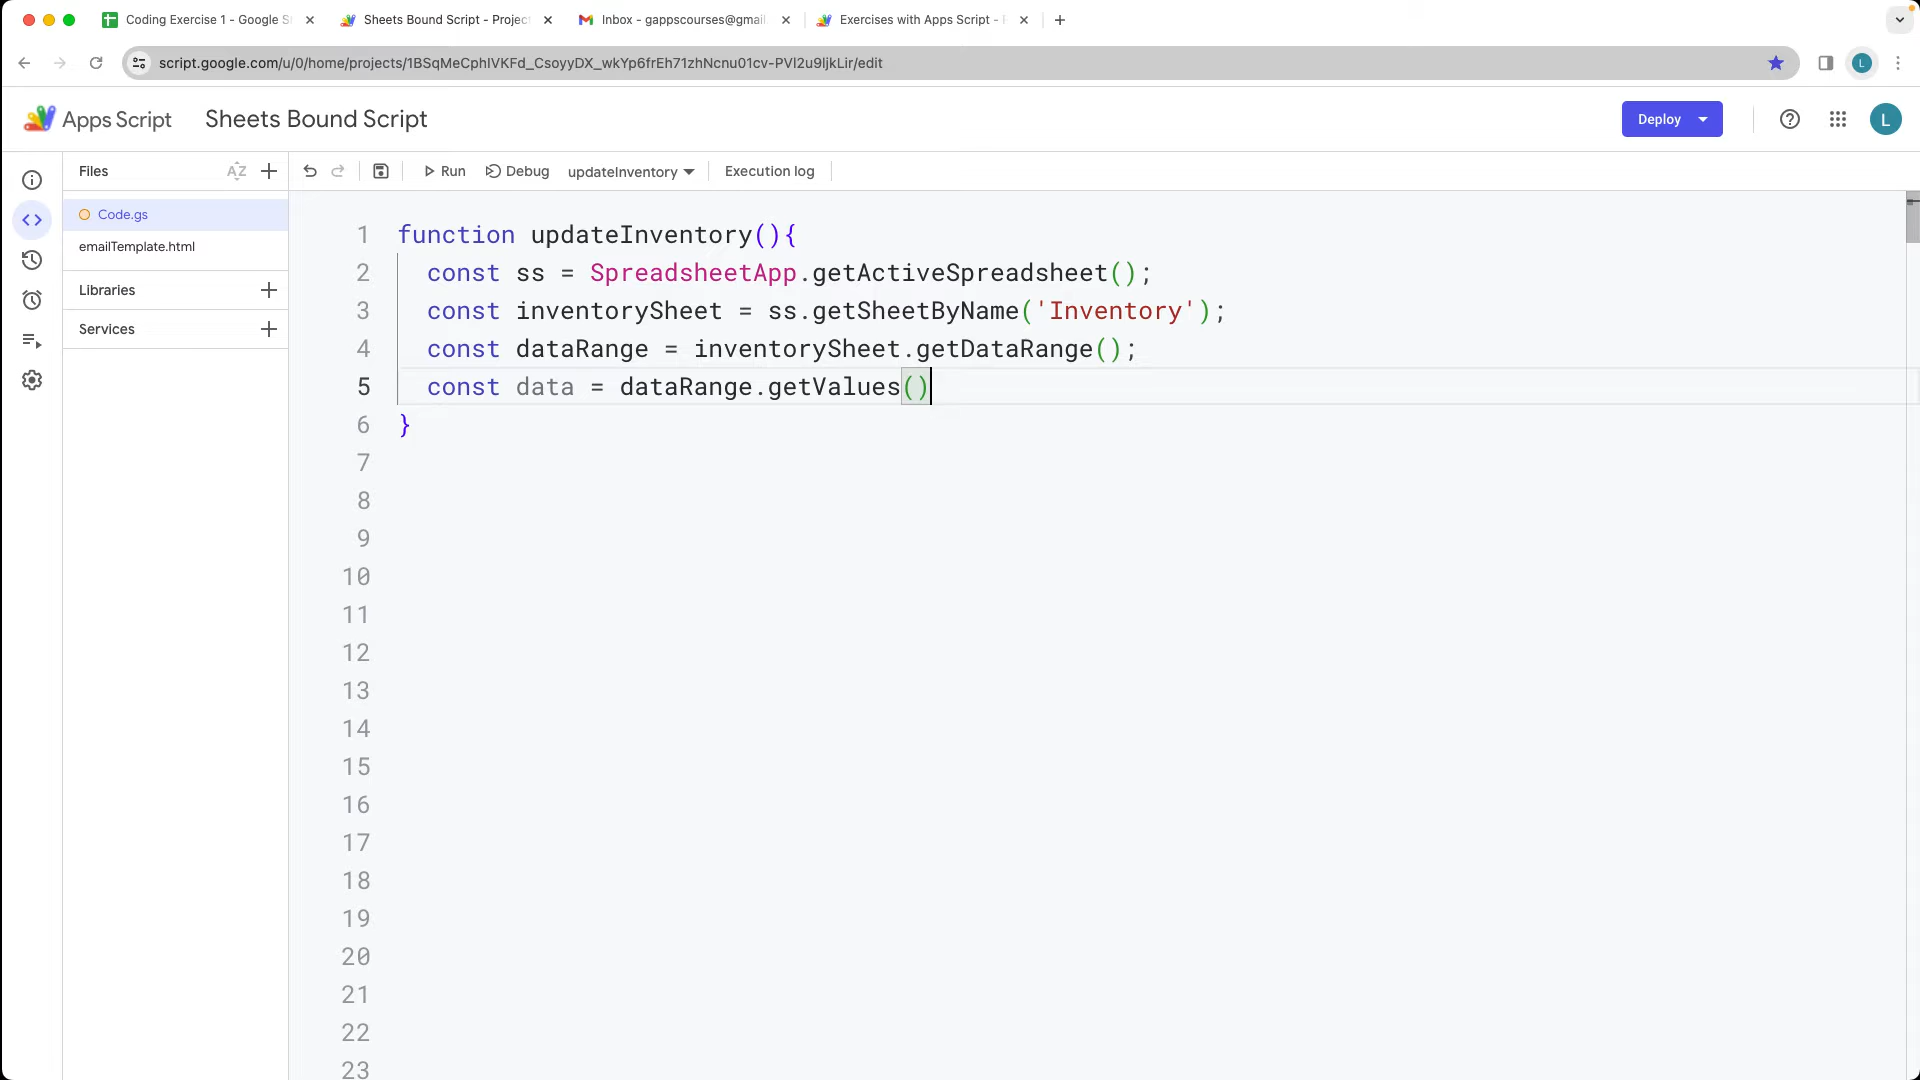 Coding Exercise 1 - Google S
Sheets Bound Script - Projec
Inbox - gappscourses@gmail
Exercises with Apps Script -
script.google.com/u/0/home/projects/1BSqMeCphlVKFd_CsoyyDX_wkYp6frEh71zhNcnu01cv-PVl2u9ljkLir/edit
L
Apps Script
Sheets Bound Script
Deploy
L
Files
AZ
Run
Debug
updateInventory
Execution log
Code.gs
emailTemplate.html
Libraries
Services
1 function updateInventory(){
2 const ss = SpreadsheetApp.getActiveSpreadsheet();
3 const inventorySheet = ss.getSheetByName('Inventory');
4 const dataRange = inventorySheet.getDataRange();
5 const data = dataRange.getValues()
6 }
7
8
9
10
11
12
13
14
15
16
17
18
19
20
21
22
23